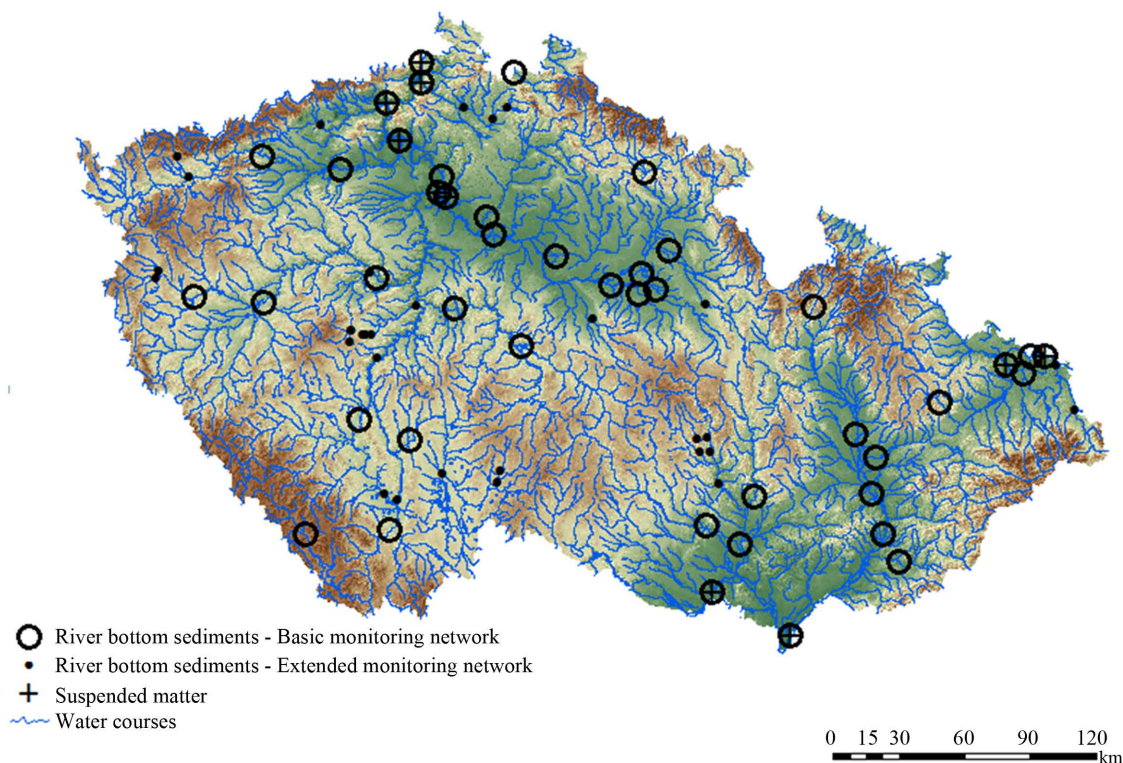 River bottom sediments - Basic monitoring network
River bottom sediments - Extended monitoring network
Suspended matter
Water courses
0 15 30 60 90 120
km